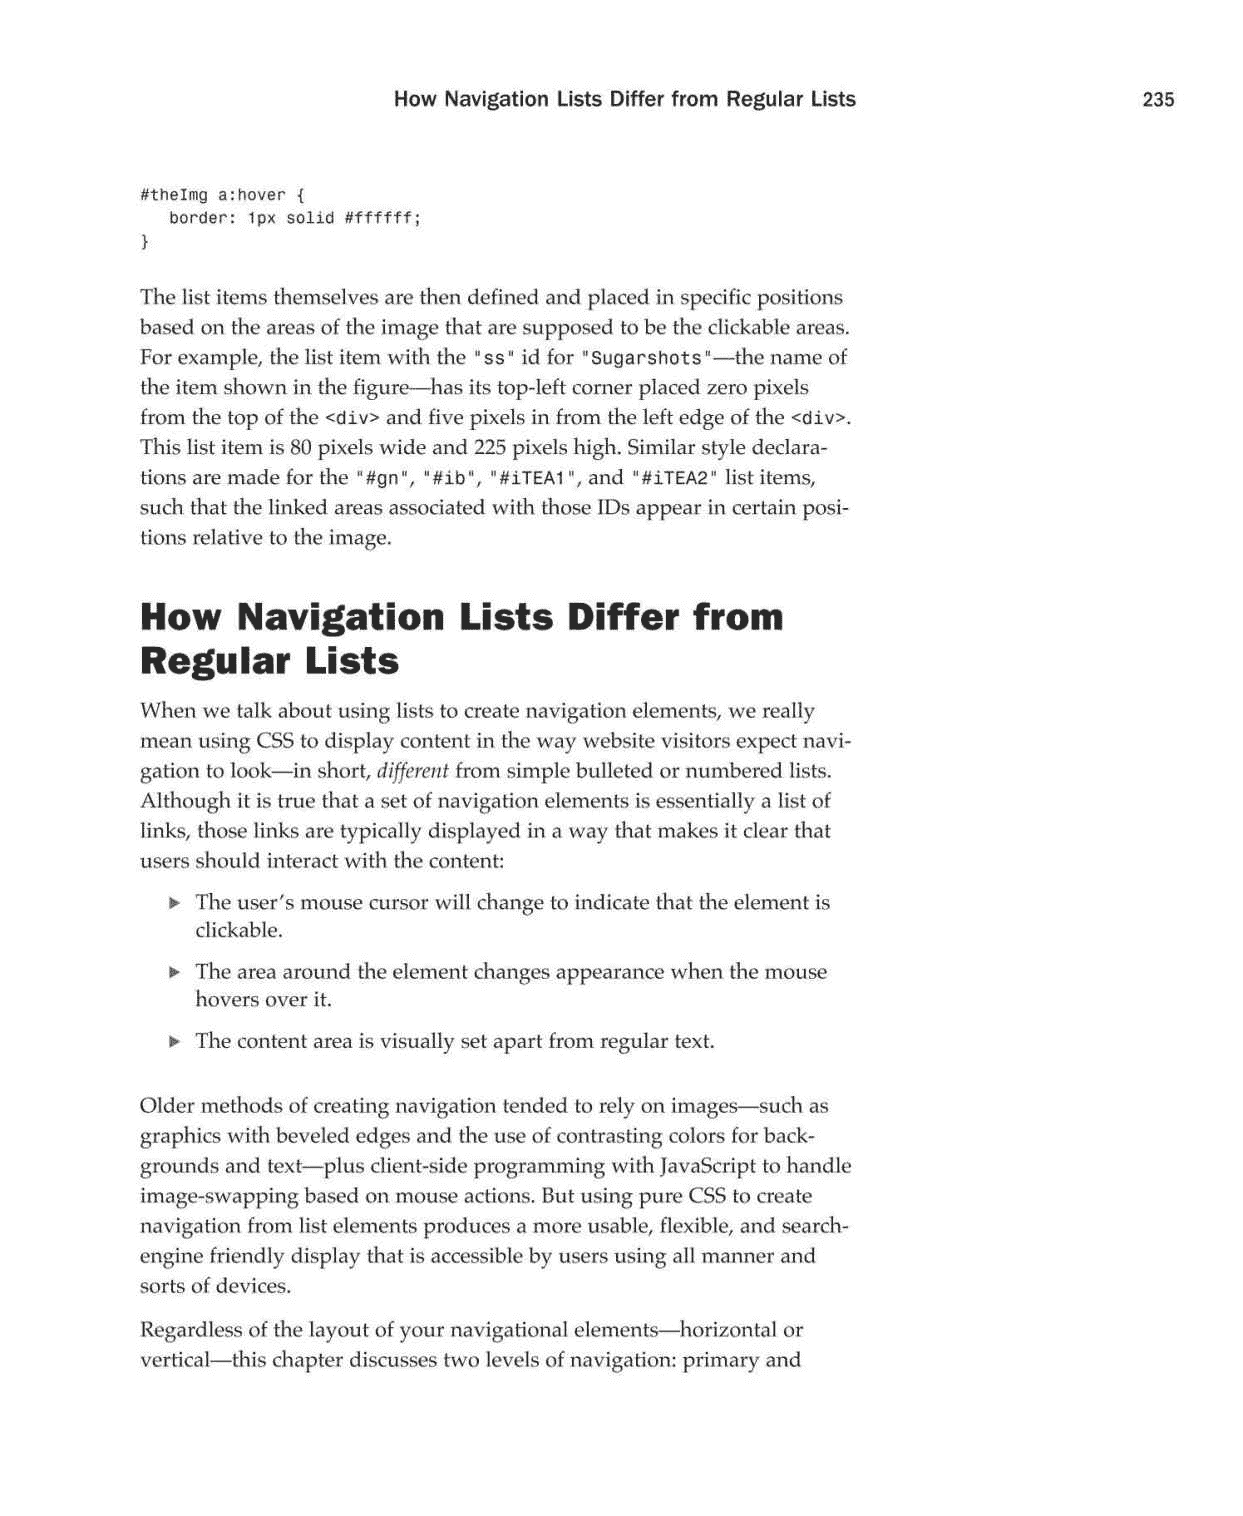 How Navigation Lists Differ from Regular Lists 235
#theImg a:hover {
border: 1px solid #ffffff;
}
The list items themselves are then defined and placed in specific positions
based on the areas of the image that are supposed to be the clickable areas.
For example, the list item with the "ss" id for "Sugarshots"—the name of
the item shown in the figure—has its top-left corner placed zero pixels
from the top of the <div> and five pixels in from the left edge of the <div>.
This list item is 80 pixels wide and 225 pixels high. Similar style declara-
tions are made for the "#gn", "#ib", "#iTEA1", and "#iTEA2" list items,
such that the linked areas associated with those IDs appear in certain posi-
tions relative to the image.
How Navigation Lists Differ from
Regular Lists
When we talk about using lists to create navigation elements, we really
mean using CSS to display content in the way website visitors expect navi-
gation to look—in short, different from simple bulleted or numbered lists.
Although it is true that a set of navigation elements is essentially a list of
links, those links are typically displayed in a way that makes it clear that
users should interact with the content:
▶ The user's mouse cursor will change to indicate that the element is
clickable.
▶ The area around the element changes appearance when the mouse
hovers over it.
▶ The content area is visually set apart from regular text.
Older methods of creating navigation tended to rely on images—such as
graphics with beveled edges and the use of contrasting colors for back-
grounds and text—plus client-side programming with JavaScript to handle
image-swapping based on mouse actions. But using pure CSS to create
navigation from list elements produces a more usable, flexible, and search-
engine friendly display that is accessible by users using all manner and
sorts of devices.
Regardless of the layout of your navigational elements—horizontal or
vertical—this chapter discusses two levels of navigation: primary and